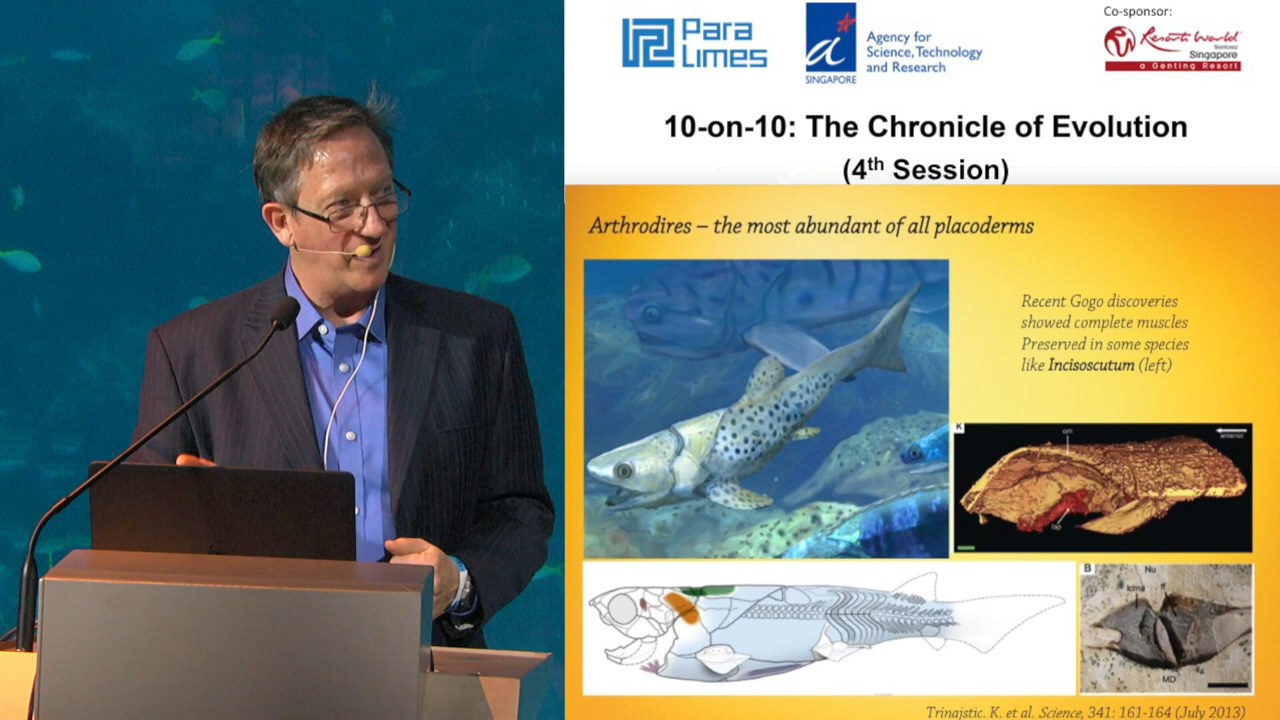 Para
Limes
SINGAPORE
Agency for
Science, Technology
and Research
Co-sponsor:
Resorts World
Sentosa
Singapore
a Genting Resort
10-on-10: The Chronicle of Evolution
(4th Session)
Arthrodires – the most abundant of all placoderms
Recent Gogo discoveries
showed complete muscles
Preserved in some species
like Incisoscutum (left)
K
om
anterior
B
Nu
MD
Trinajstic. K. et al. Science, 341: 161-164 (July 2013)